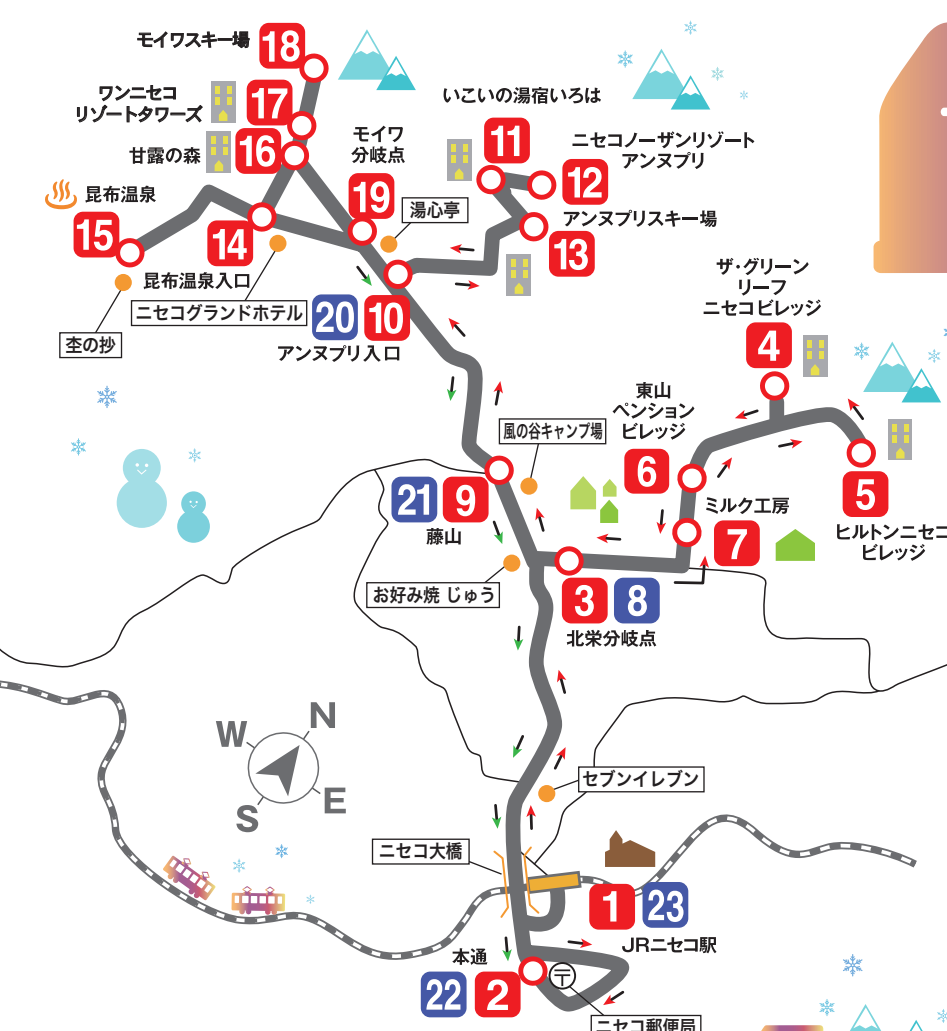 モイワスキー場
18
ワンニセコ
リゾートタワーズ
17
甘露の森
16
モイワ
分岐点
19
いこいの湯宿いろは
11
ニセコノーザンリゾート
アンヌプリ
12
アンヌプリスキー場
13
昆布温泉
15
14
昆布温泉入口
湯心亭
ニセコグランドホテル
杢の抄
20
10
アンヌプリ入口
ザ・グリーン
リーフ
ニセコビレッジ
4
東山
ペンション
ビレッジ
6
5
ヒルトンニセコ
ビレッジ
ミルク工房
7
風の谷キャンプ場
21
9
藤山
お好み焼 じゅう
3
8
北栄分岐点
N
W
E
S
セブンイレブン
ニセコ大橋
1
23
JRニセコ駅
本通
22
2
〒
ニセコ郵便局